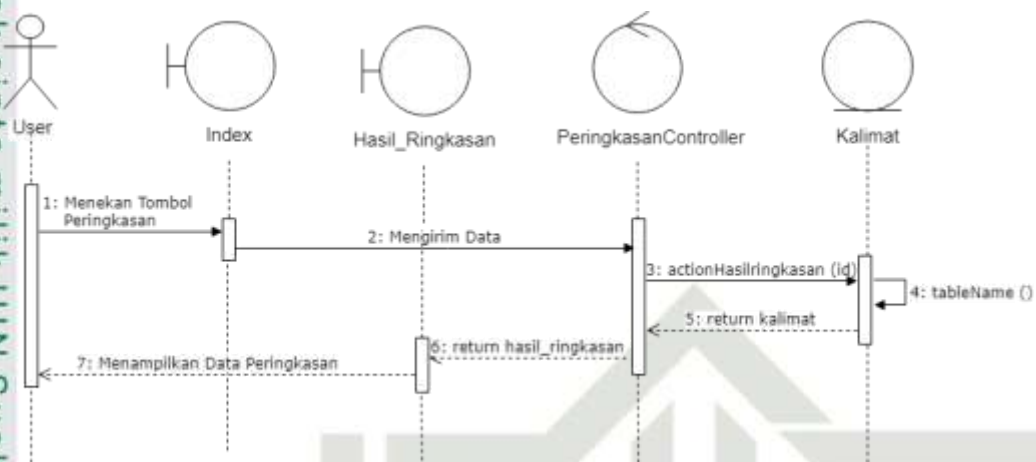 User
Index
Hasil_Ringkasan
PeringkasanController
Kalimat
1: Menekan Tombol
Peringkasan
2: Mengirim Data
3: actionHasilringkasan (id)
4: tableName ()
5: return kalimat
6: return hasil_ringkasan
7: Menampilkan Data Peringkasan